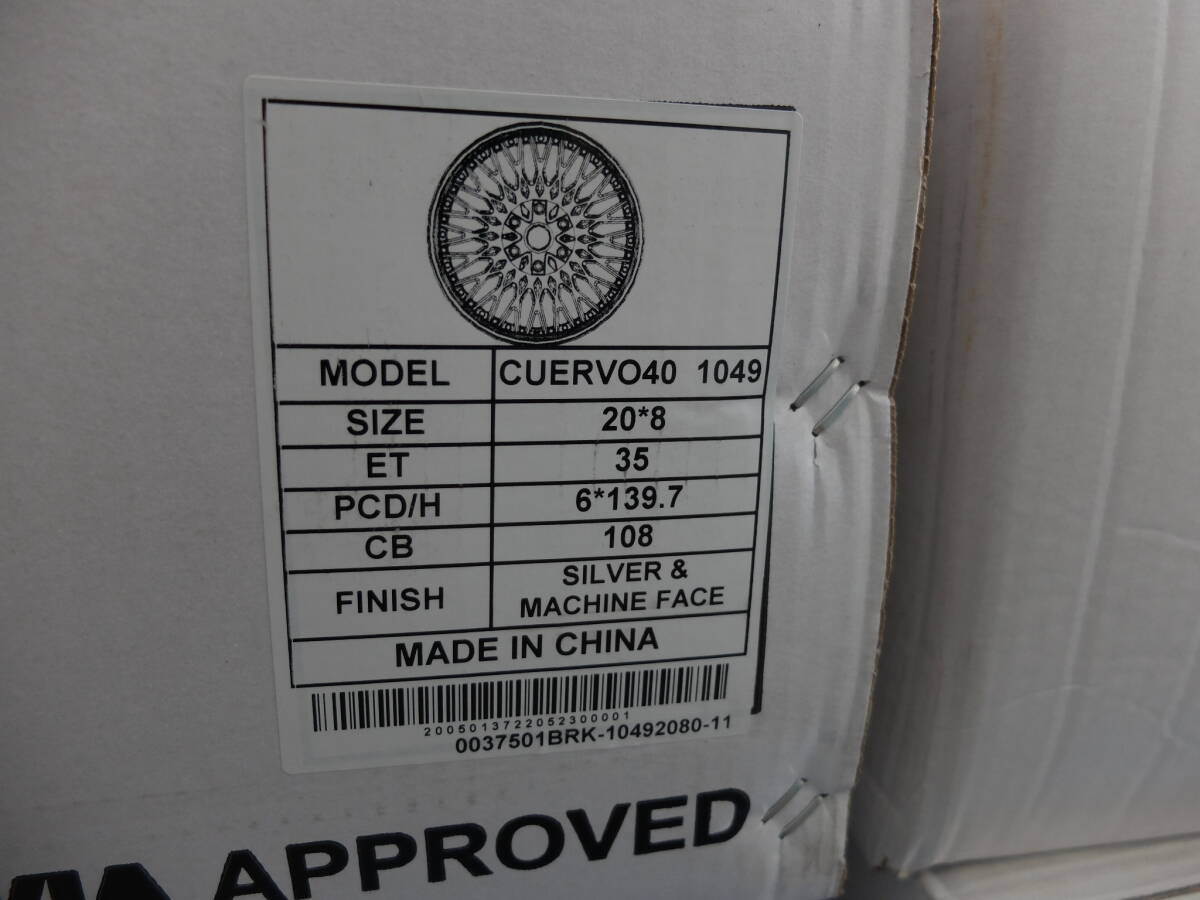 MODEL CUERVO40 1049
SIZE 20*8
ET 35
PCD/H 6*139.7
CB 108
FINISH SILVER &
MACHINE FACE
MADE IN CHINA
2005013722052300001
0037501BRK-10492080-11
APPROVED